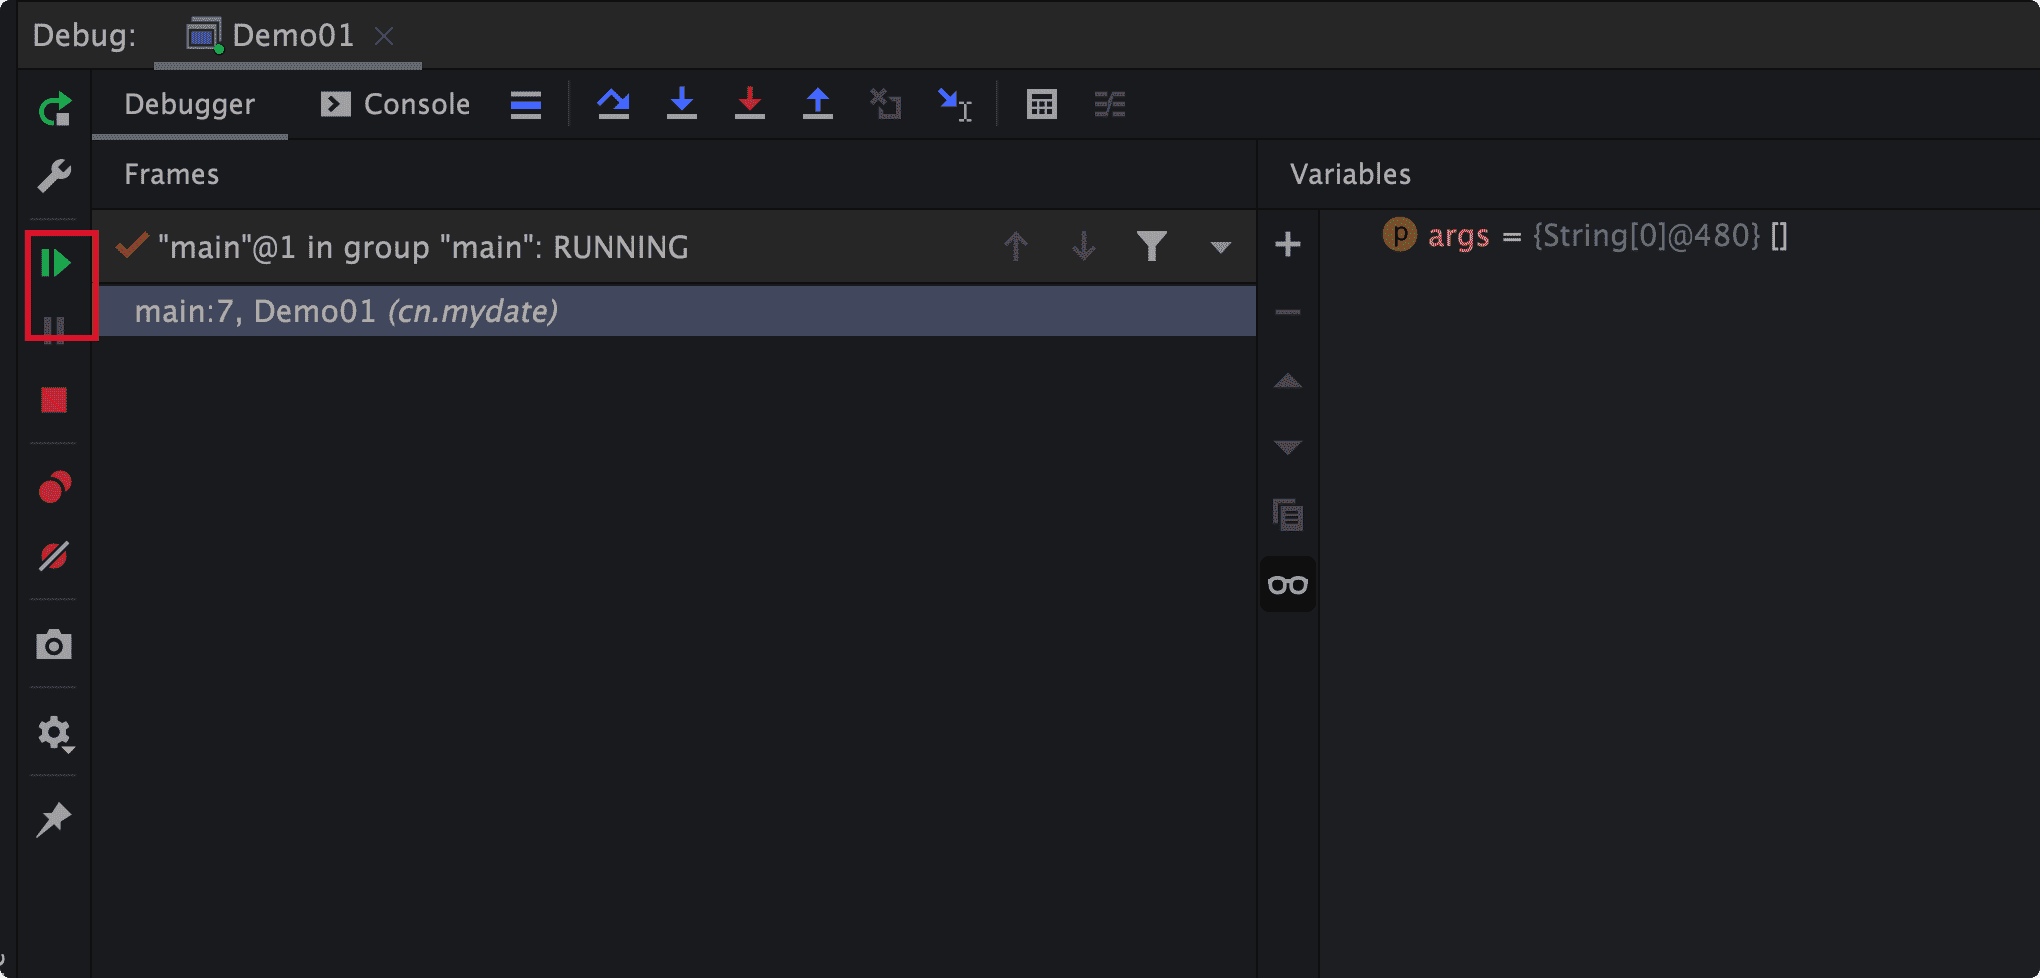 Debug: Demo01
Debugger Console
Frames
Variables
"main"@1 in group "main": RUNNING
p args = {String[0]@480} []
main:7, Demo01 (cn.mydate)